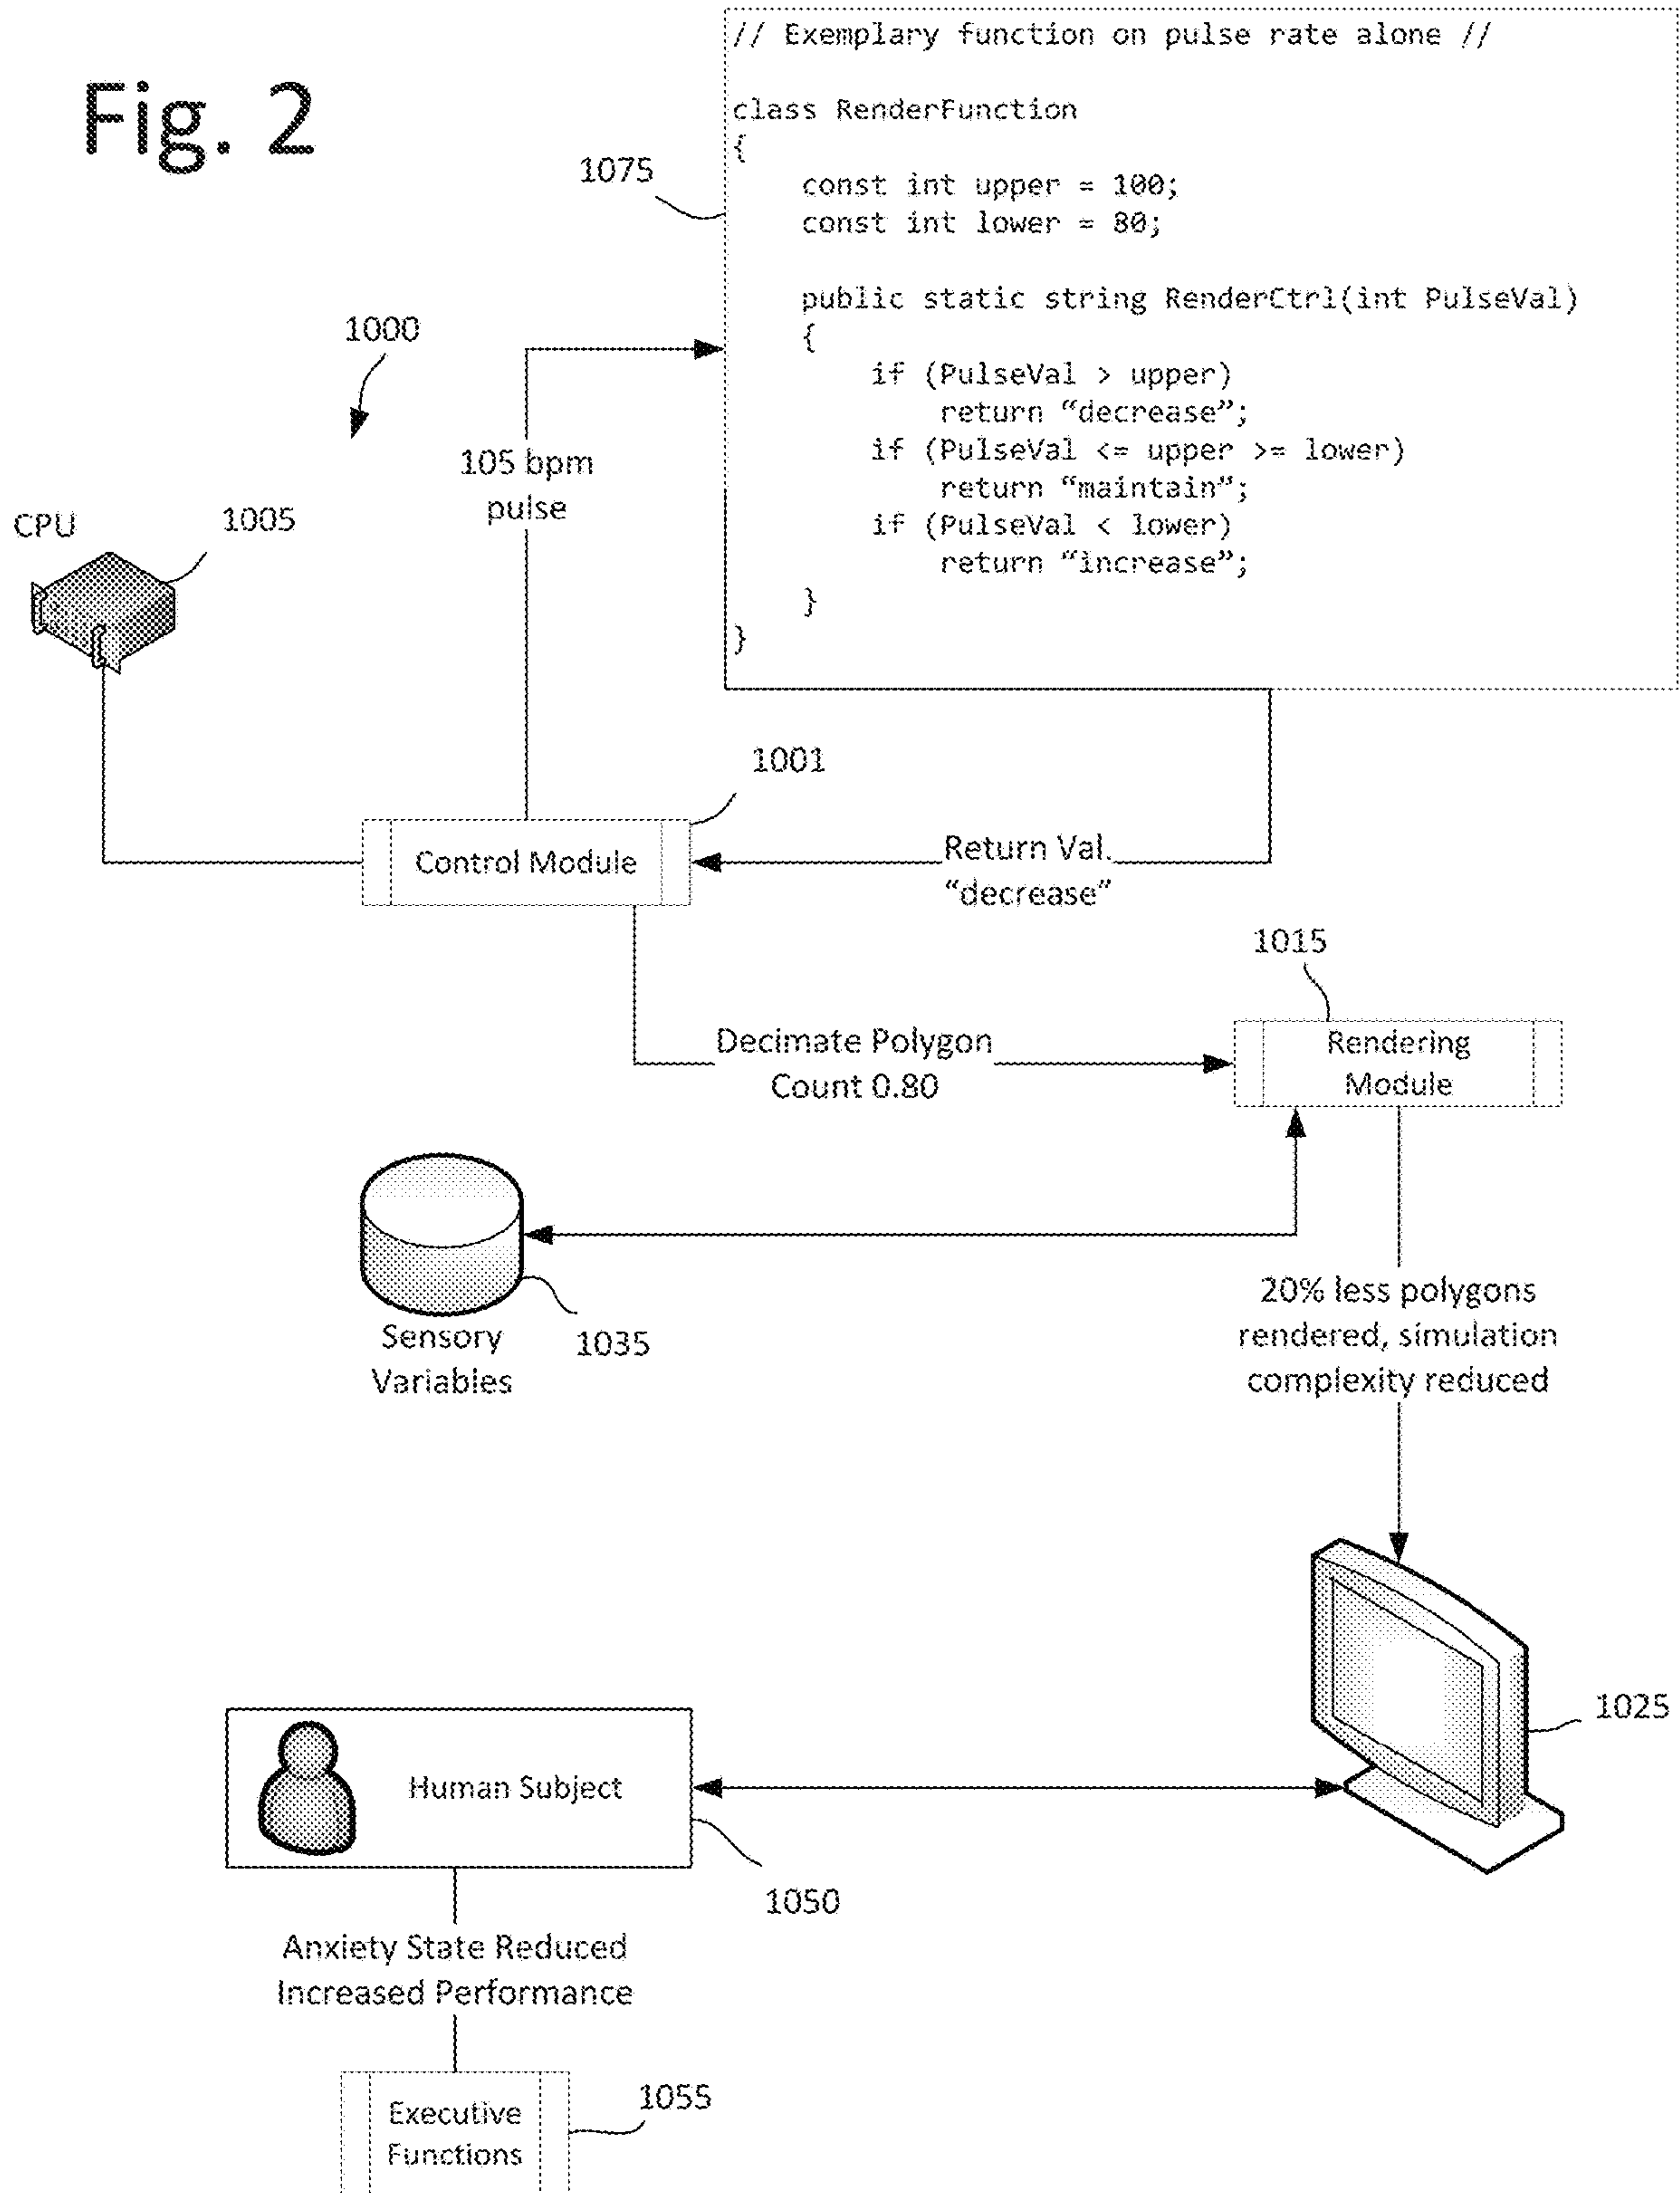 Fig. 2
// Exemplary function on pulse rate alone //
class RenderFunction
{
const int upper = 100;
const int lower = 80;
public static string RenderCtrl(int PulseVal)
{
if (PulseVal > upper)
return “decrease”;
if (PulseVal <= upper >= lower)
return “maintain”;
if (PulseVal < lower)
return “increase”;
}
}
1075
1000
105 bpm
pulse
CPU
1005
1001
Control Module
Return Val.
“decrease”
1015
Decimate Polygon
Count 0.80
Rendering
Module
Sensory
Variables
1035
20% less polygons
rendered, simulation
complexity reduced
1025
Human Subject
1050
Anxiety State Reduced
Increased Performance
Executive
Functions
1055